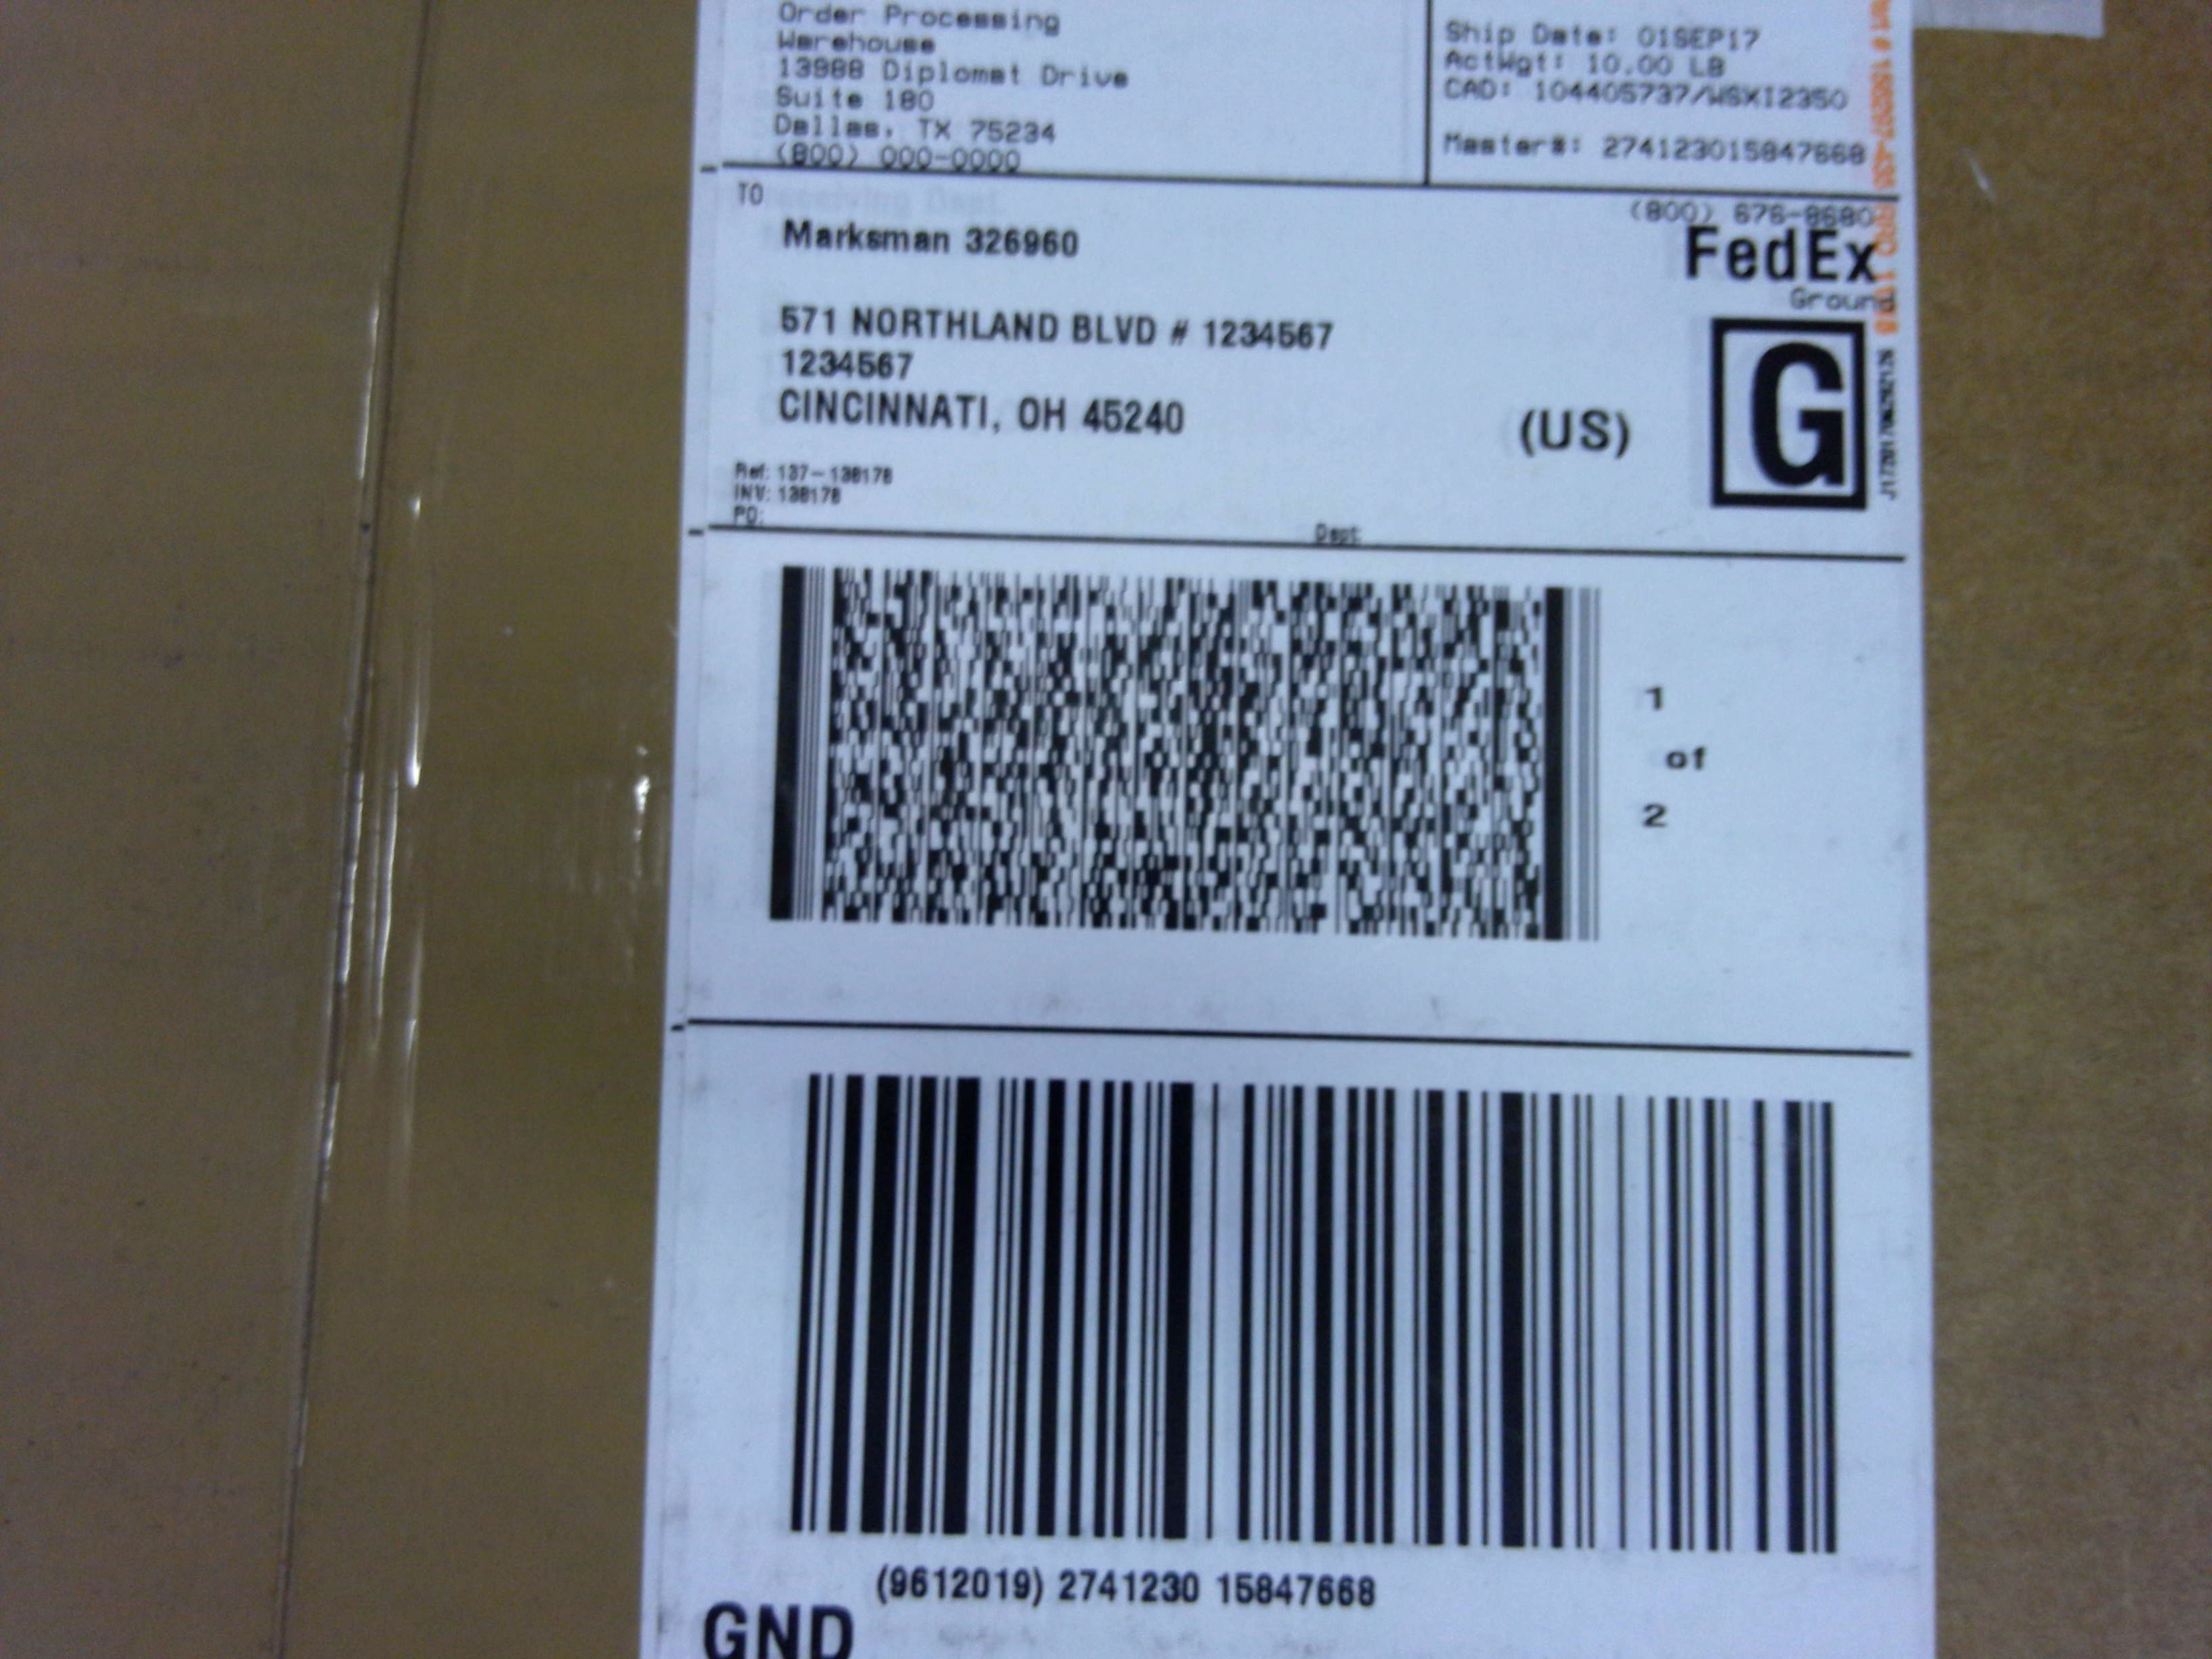 Order Processing
Warehouse
13988 Diplomat Drive
Suite 180
Dallas, TX 75234
(800) 000-0000
Ship Date: 01SEP17
ActWgt: 10.00 LB
CAD: 104405737/WSXI2350
Master#: 274123015847668
TO
Marksman 326960
571 NORTHLAND BLVD # 1234567
1234567
CINCINNATI, OH 45240
(US)
(800) 676-8680
FedEx
Ground
G
Ref: 137-138178
INV: 138178
PO:
Dept:
1
of
2
(9612019) 2741230 15847668
GND